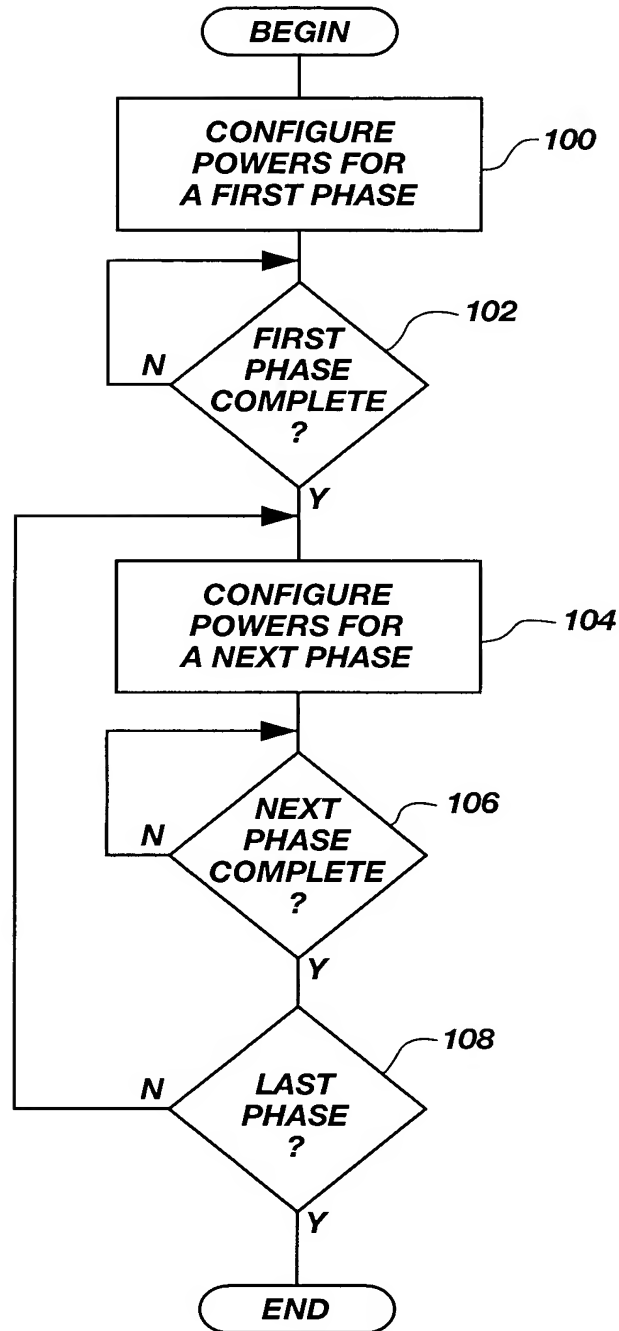 BEGIN
CONFIGURE
POWERS FOR
A FIRST PHASE
100
102
FIRST
PHASE
COMPLETE
?
N
Y
CONFIGURE
POWERS FOR
A NEXT PHASE
104
106
NEXT
PHASE
COMPLETE
?
N
Y
108
LAST
PHASE
?
N
Y
END